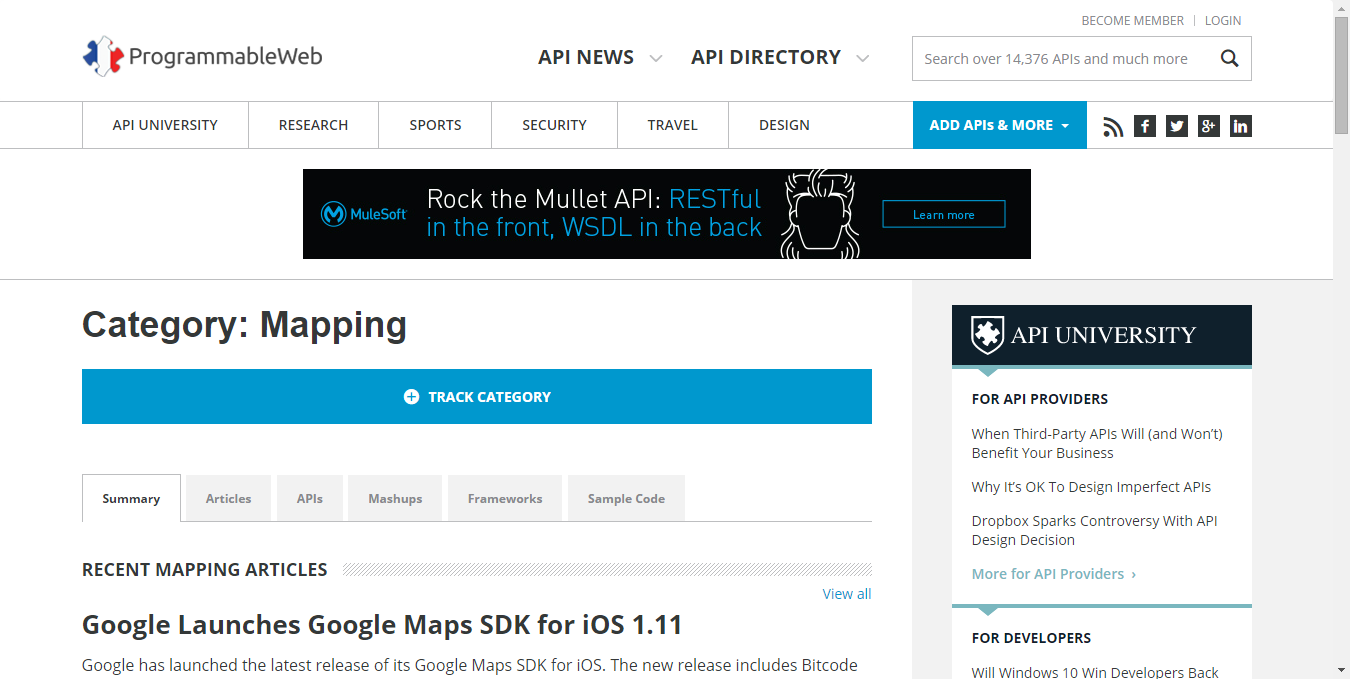 BECOME MEMBER | LOGIN
ProgrammableWeb
API NEWS
API DIRECTORY
Search over 14,376 APIs and much more
API UNIVERSITY
RESEARCH
SPORTS
SECURITY
TRAVEL
DESIGN
ADD APIs & MORE
MuleSoft
Rock the Mullet API: RESTful
in the front, WSDL in the back
Learn more
Category: Mapping
TRACK CATEGORY
Summary
Articles
APIs
Mashups
Frameworks
Sample Code
RECENT MAPPING ARTICLES
View all
Google Launches Google Maps SDK for iOS 1.11
Google has launched the latest release of its Google Maps SDK for iOS. The new release includes Bitcode
API UNIVERSITY
FOR API PROVIDERS
When Third-Party APIs Will (and Won’t)
Benefit Your Business
Why It’s OK To Design Imperfect APIs
Dropbox Sparks Controversy With API
Design Decision
More for API Providers ›
FOR DEVELOPERS
Will Windows 10 Win Developers Back